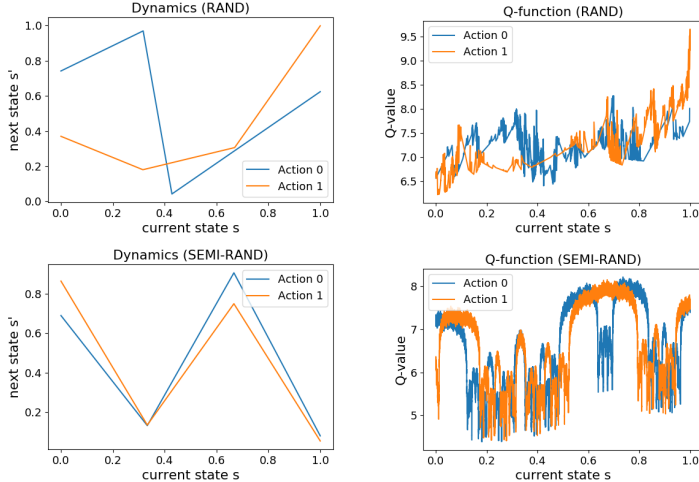 Dynamics (RAND)
next state s'
1.0
0.8
0.6
0.4
0.2
0.0
Action 0
Action 1
0.0 0.2 0.4 0.6 0.8 1.0
current state s
Q-function (RAND)
Q-value
9.5
9.0
8.5
8.0
7.5
7.0
6.5
Action 0
Action 1
0.0 0.2 0.4 0.6 0.8 1.0
current state s
Dynamics (SEMI-RAND)
next state s'
0.8
0.6
0.4
0.2
Action 0
Action 1
0.0 0.2 0.4 0.6 0.8 1.0
current state s
Q-function (SEMI-RAND)
Q-value
8
7
6
5
Action 0
Action 1
0.0 0.2 0.4 0.6 0.8 1.0
current state s